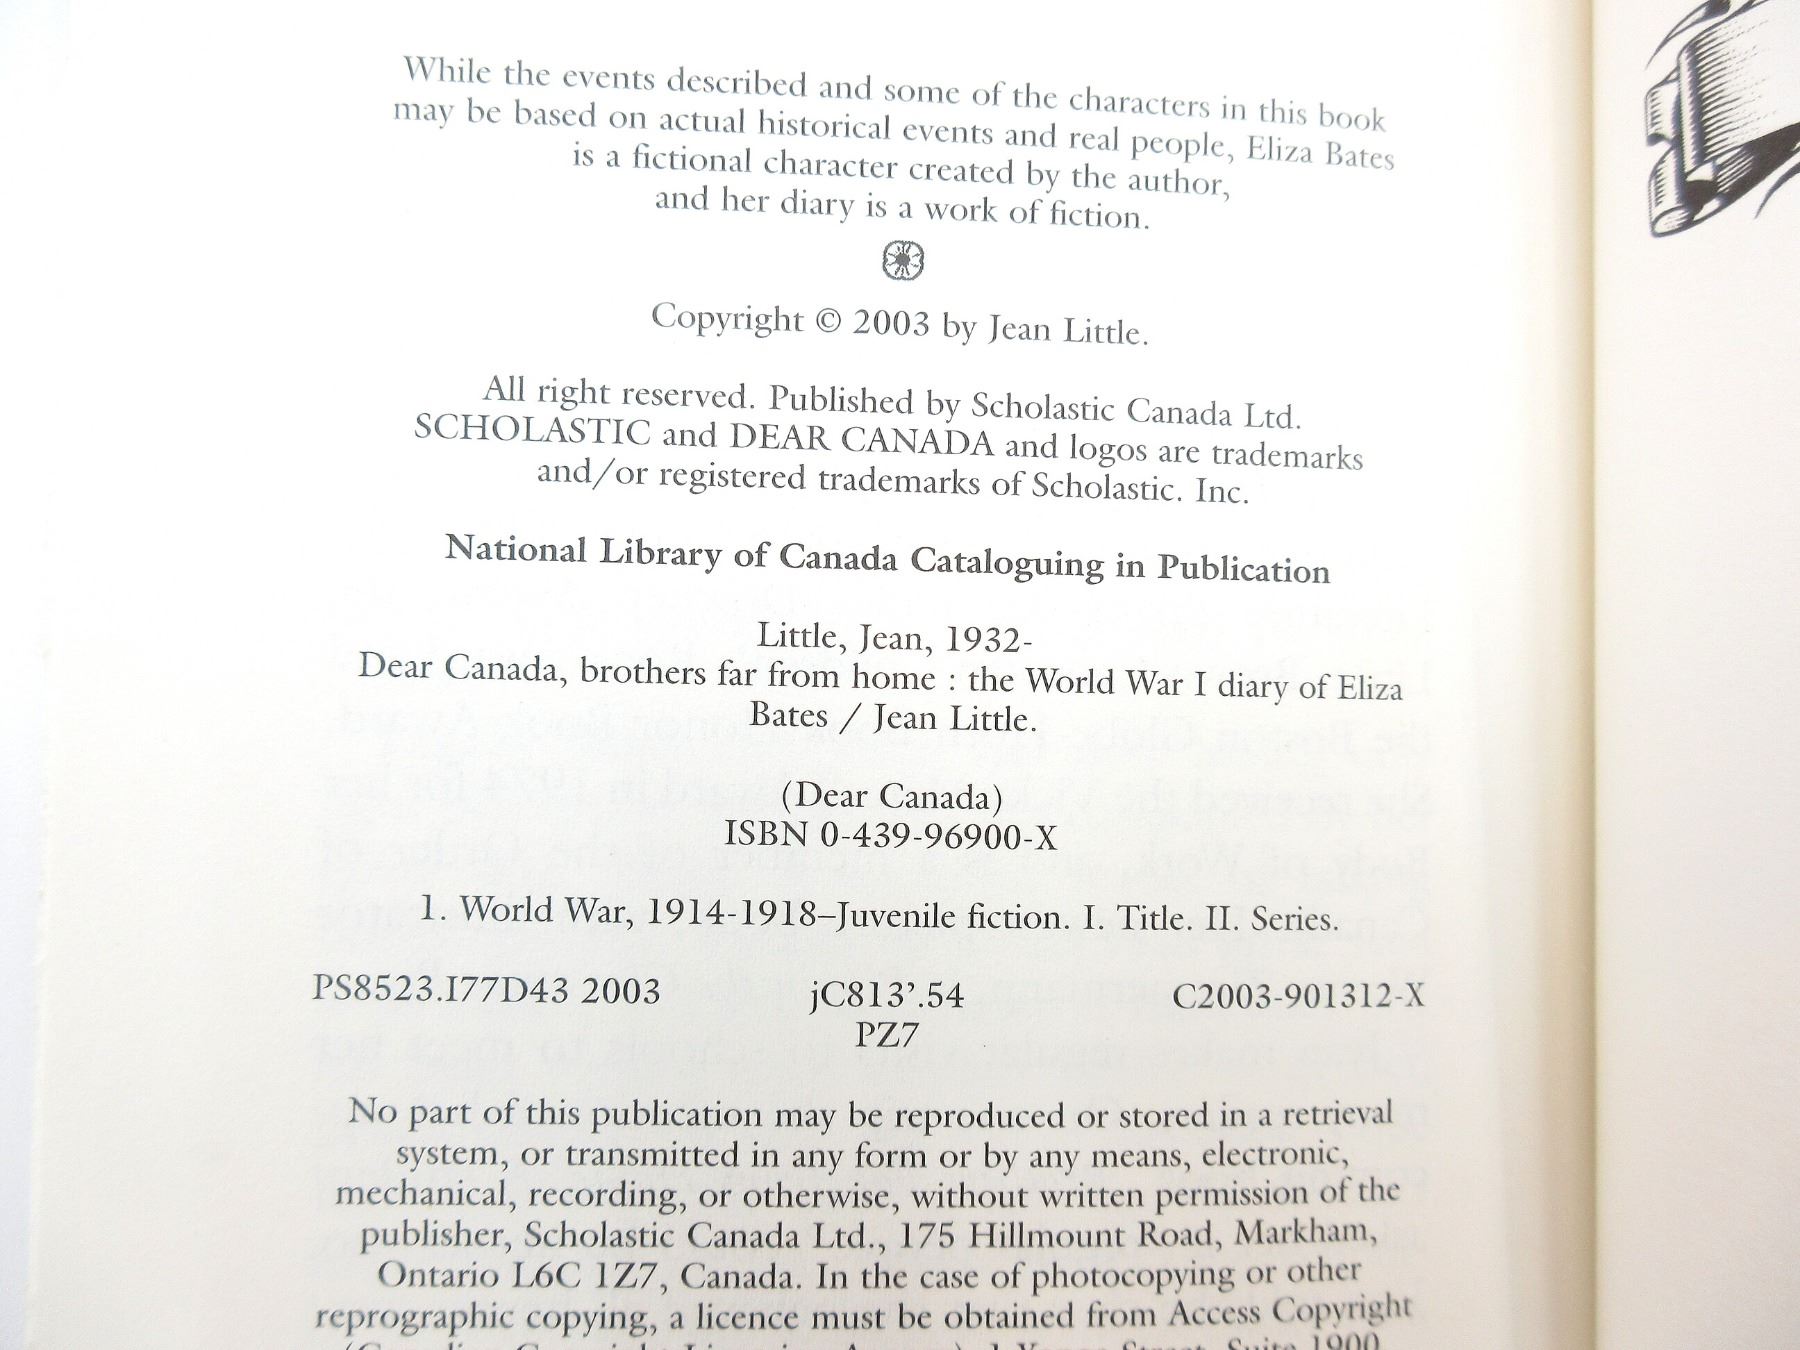 While the events described and some of the characters in this book
may be based on actual historical events and real people, Eliza Bates
is a fictional character created by the author,
and her diary is a work of fiction.
Copyright © 2003 by Jean Little.
All right reserved. Published by Scholastic Canada Ltd.
SCHOLASTIC and DEAR CANADA and logos are trademarks
and/or registered trademarks of Scholastic. Inc.
National Library of Canada Cataloguing in Publication
Little, Jean, 1932-
Dear Canada, brothers far from home : the World War I diary of Eliza
Bates / Jean Little.
(Dear Canada)
ISBN 0-439-96900-X
1. World War, 1914-1918–Juvenile fiction. I. Title. II. Series.
PS8523.I77D43 2003 jC813’.54 C2003-901312-X
PZ7
No part of this publication may be reproduced or stored in a retrieval
system, or transmitted in any form or by any means, electronic,
mechanical, recording, or otherwise, without written permission of the
publisher, Scholastic Canada Ltd., 175 Hillmount Road, Markham,
Ontario L6C 1Z7, Canada. In the case of photocopying or other
reprographic copying, a licence must be obtained from Access Copyright